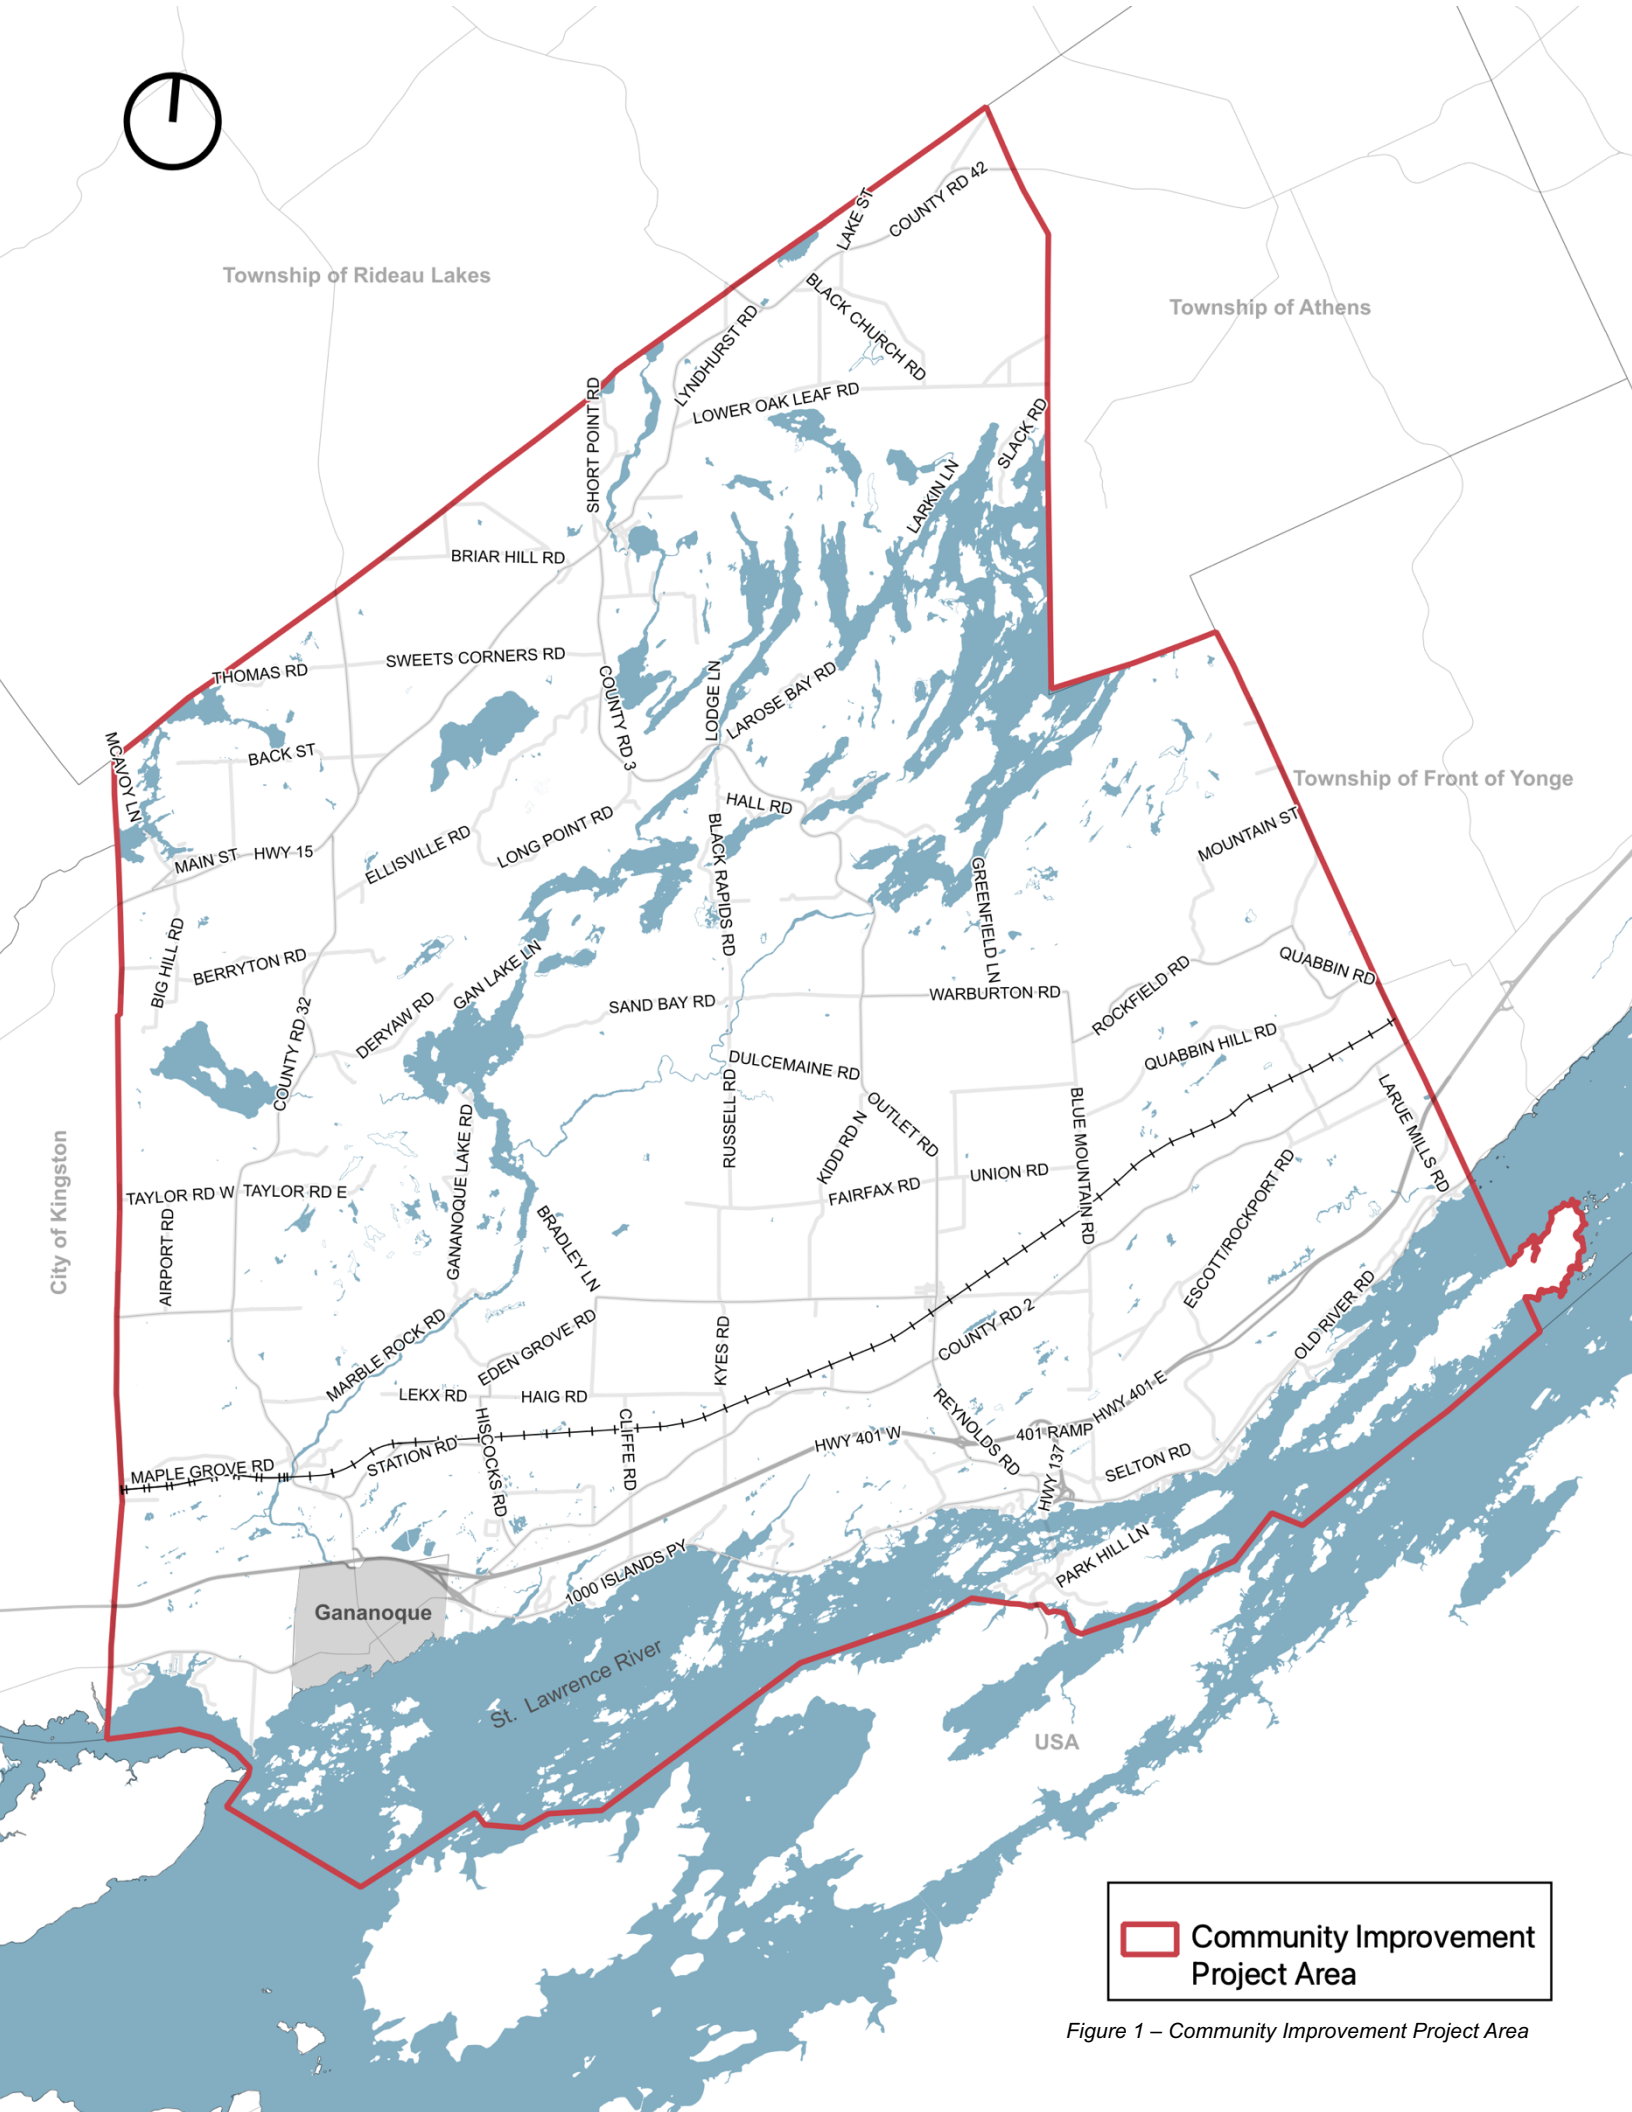 LAKE ST
COUNTY RD 42
Township of Rideau Lakes
BLACK CHURCH RD
Township of Athens
LYNDHURST RD
SHORT POINT RD
LOWER OAK LEAF RD
SLACK RD
LARKIN LN
BRIAR HILL RD
SWEETS CORNERS RD
THOMAS RD
COUNTY RD 3
LODGE LN
LAROSE BAY RD
MCAVOY LN
BACK ST
Township of Front of Yonge
HALL RD
MOUNTAIN ST
LONG POINT RD
ELLISVILLE RD
MAIN ST
HWY 15
BLACK RAPIDS RD
GREENFIELD LN
BIG HILL RD
BERRYTON RD
GAN LAKE LN
QUABBIN RD
ROCKFIELD RD
SAND BAY RD
WARBURTON RD
DERYAW RD
COUNTY RD 32
QUABBIN HILL RD
DULCEMAINE RD
RUSSELL RD
OUTLET RD
KIDD RD N
BLUE MOUNTAIN RD
LARUE MILLS RD
GANANOQUE LAKE RD
City of Kingston
TAYLOR RD W
TAYLOR RD E
FAIRFAX RD
UNION RD
ESCOTT/ROCKPORT RD
AIRPORT RD
BRADLEY LN
OLD RIVER RD
MARBLE ROCK RD
EDEN GROVE RD
KYES RD
COUNTY RD 2
LEKX RD
HAIG RD
HWY 401 E
REYNOLDS RD
HISCOCKS RD
CLIFFE RD
HWY 401 W
401 RAMP
STATION RD
MAPLE GROVE RD
SELTON RD
HWY 137
1000 ISLANDS PY
PARK HILL LN
Gananoque
St. Lawrence River
USA
Community Improvement
Project Area
Figure 1 – Community Improvement Project Area